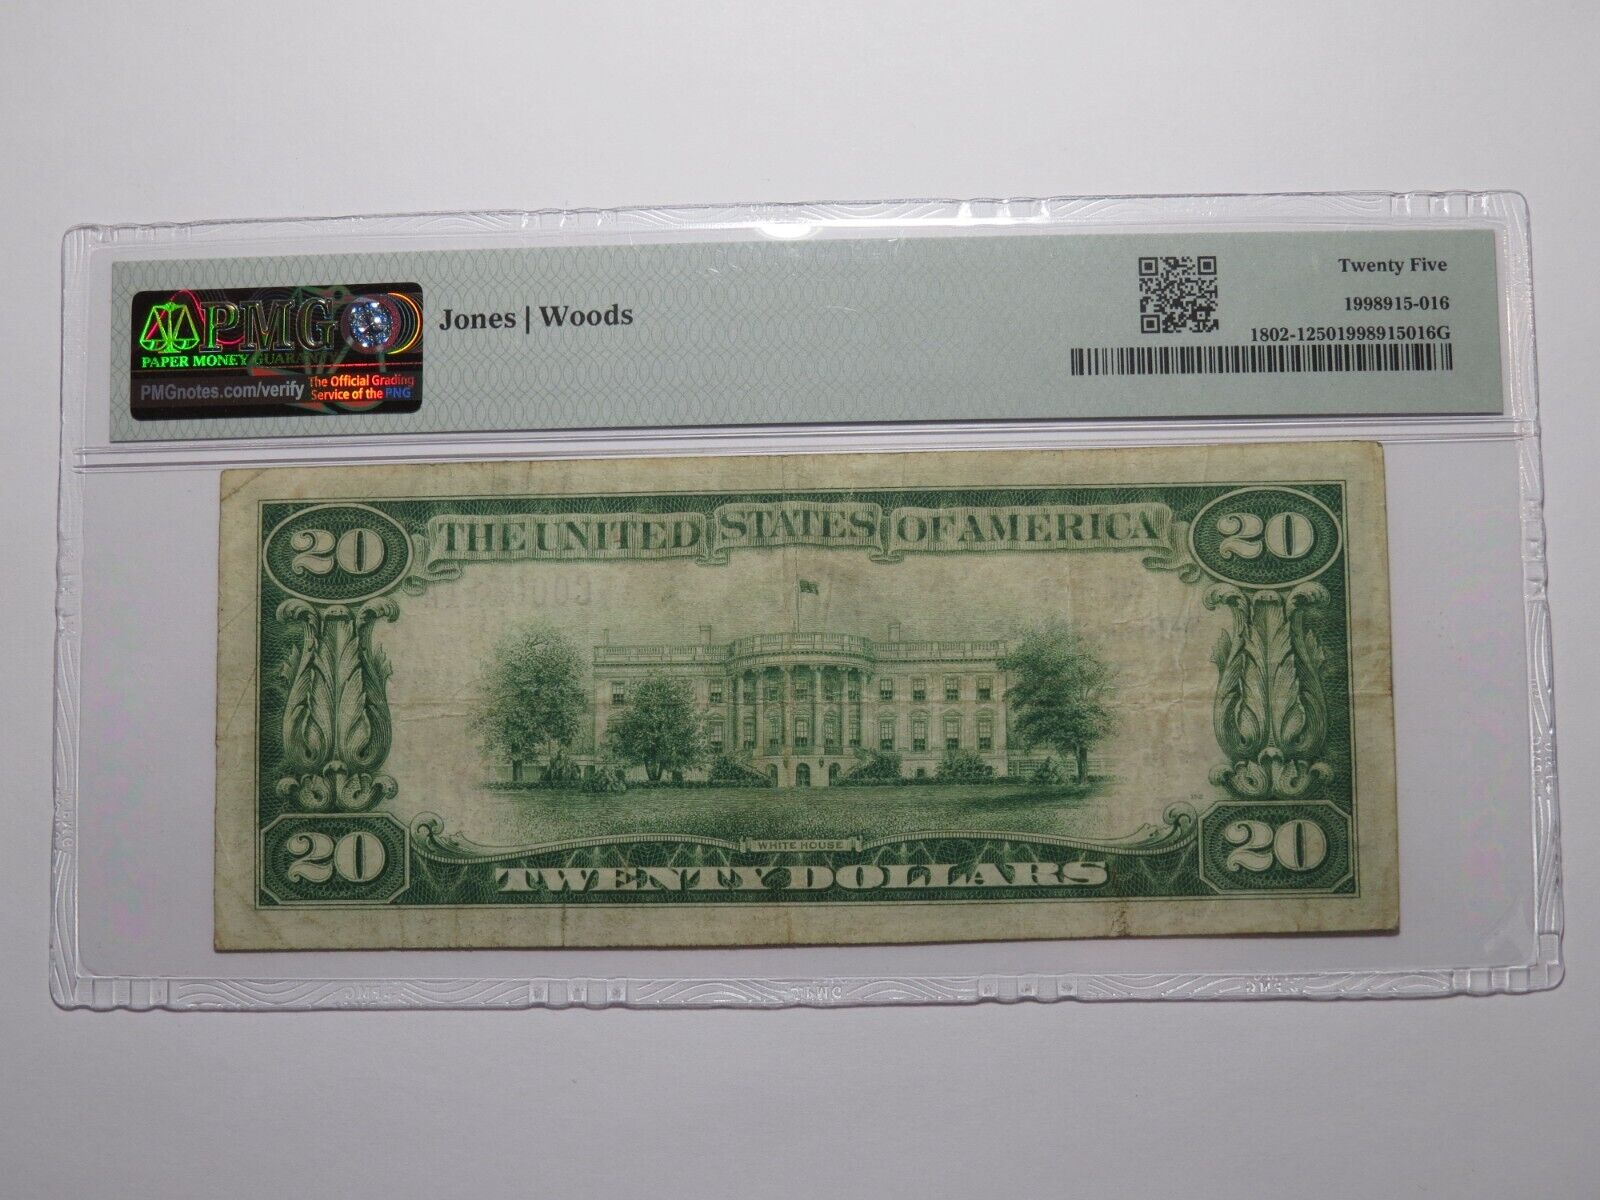 PMG
PAPER MONEY GUARANTY
PMGnotes.com/verify
The Official Grading
Service of the PNG
Jones | Woods
Twenty Five
1998915-016
1802-12501998915016G
20
THE UNITED STATES OF AMERICA
20
20
WHITE HOUSE
20
TWENTY DOLLARS